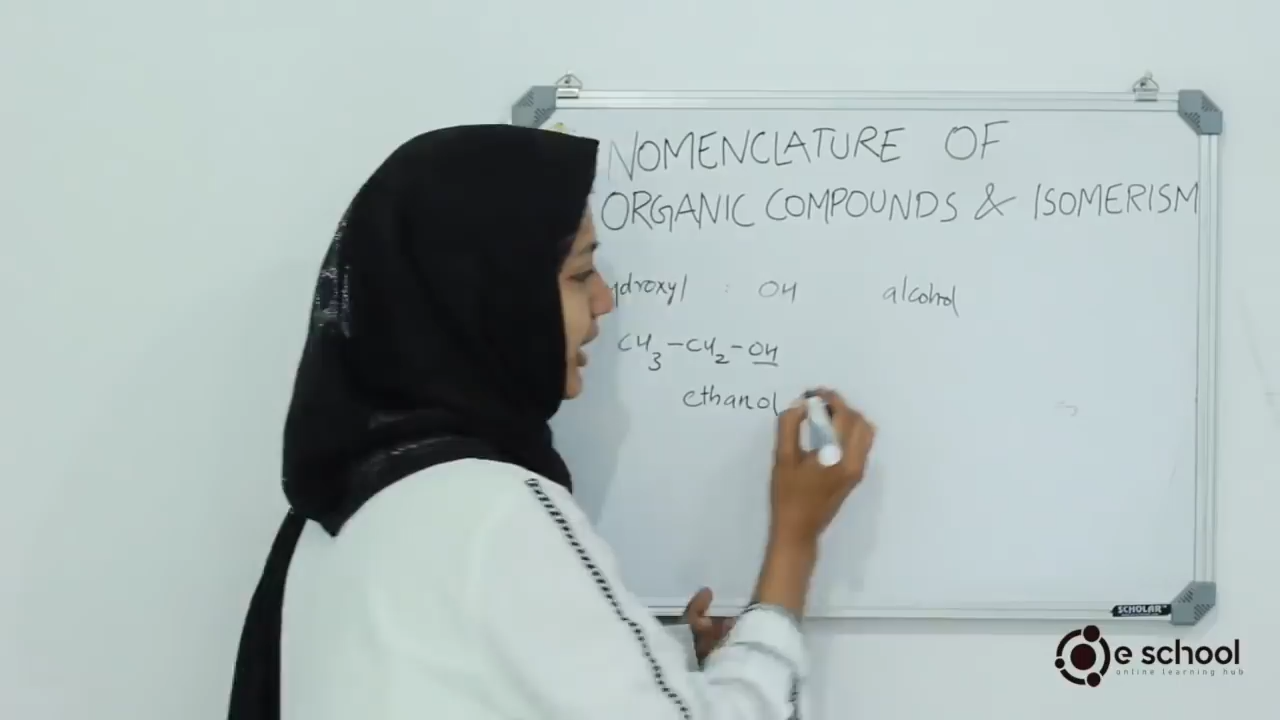 NOMENCLATURE OF
ORGANIC COMPOUNDS & ISOMERISM
ydroxyl : OH alcohol
CH3-CH2-OH
ethanol
SCHOLAR
e school
online learning hub